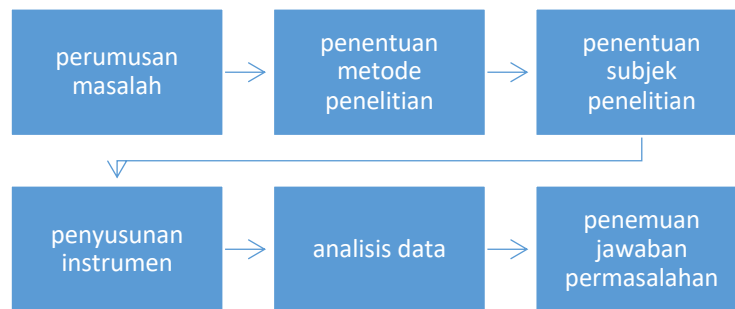 perumusan
masalah
penentuan
metode
penelitian
penentuan
subjek
penelitian
penyusunan
instrumen
analisis data
penemuan
jawaban
permasalahan